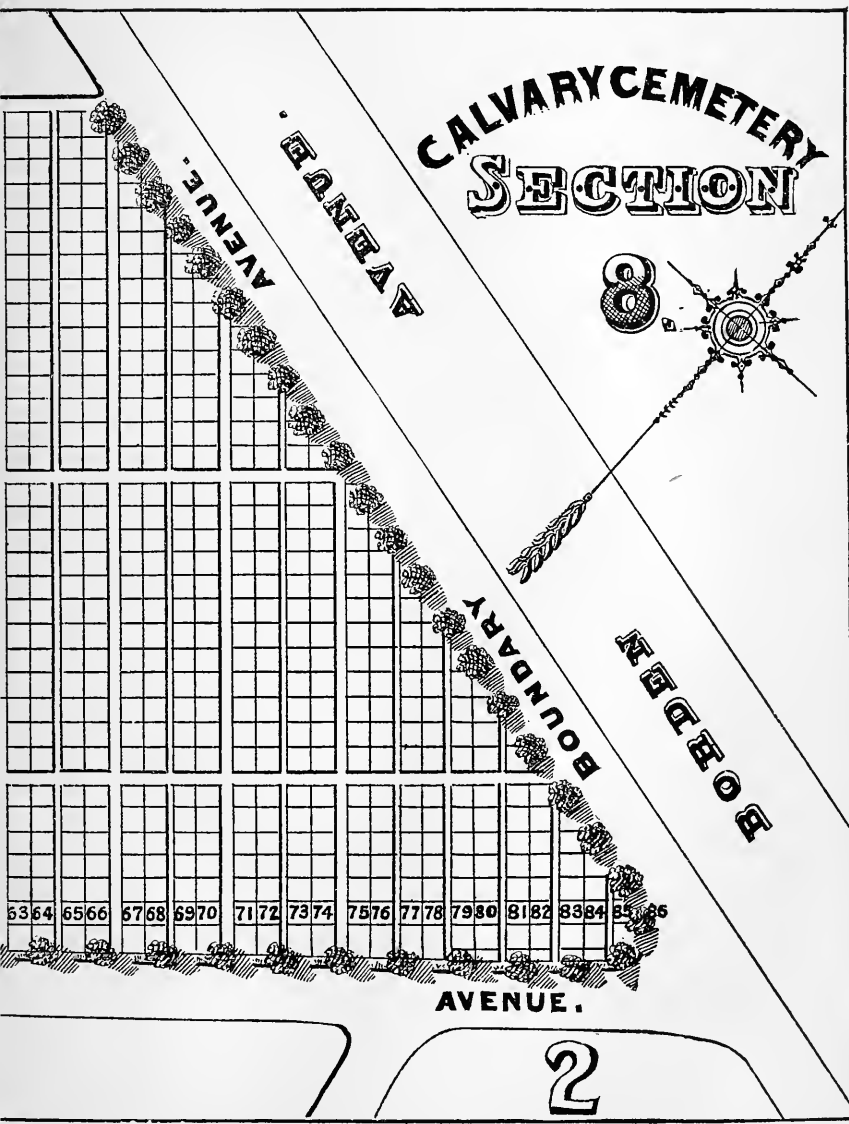 CALVARY CEMETERY
SECTION
8.
BOUNDARY AVENUE.
BORDEN AVENUE.
63 64 65 66 67 68 69 70 71 72 73 74 75 76 77 78 79 80 81 82 83 84 85 86
AVENUE.
2